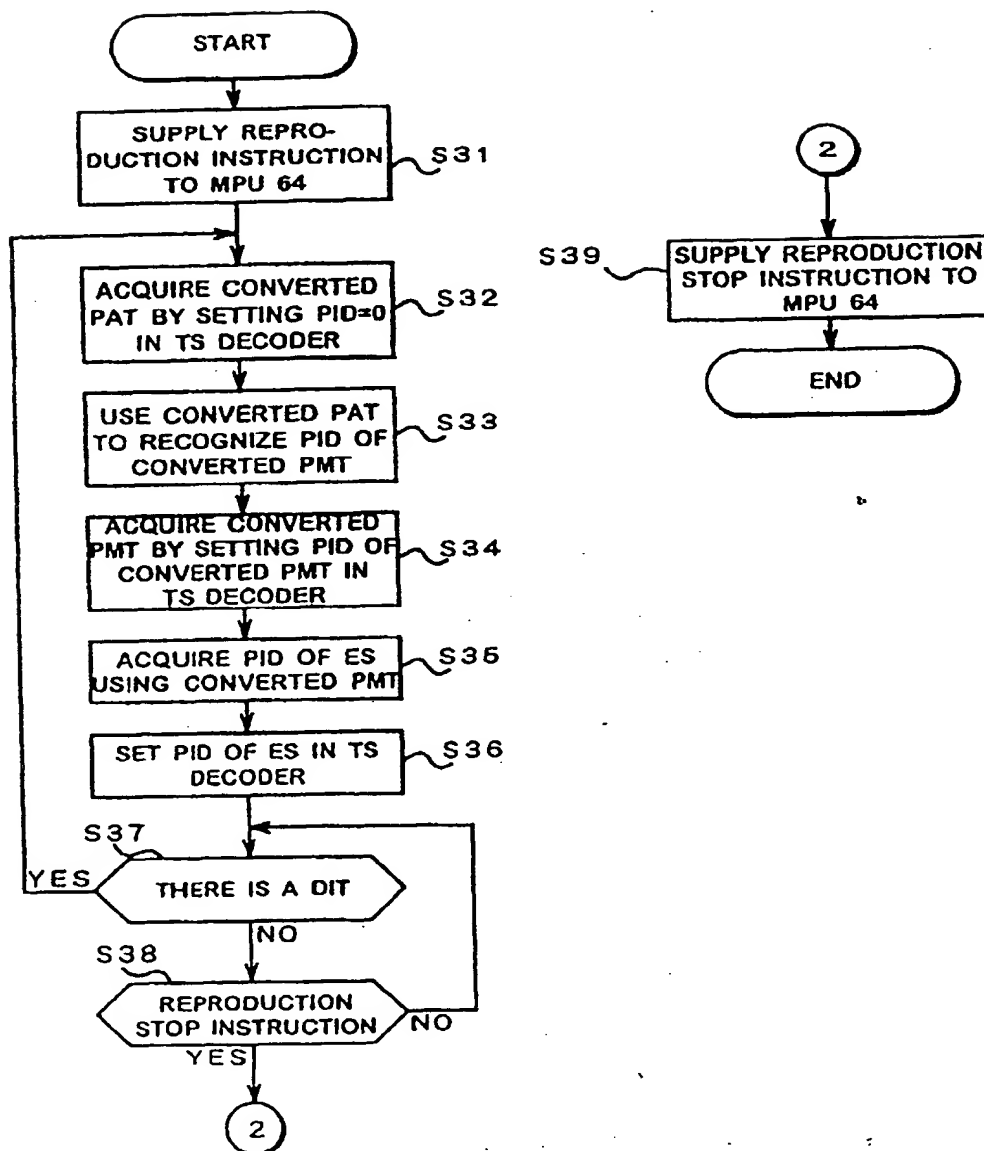 START
SUPPLY REPRO-
DUCTION INSTRUCTION
TO MPU 64
S31
ACQUIRE CONVERTED
PAT BY SETTING PID=0
IN TS DECODER
S32
USE CONVERTED PAT
TO RECOGNIZE PID OF
CONVERTED PMT
S33
ACQUIRE CONVERTED
PMT BY SETTING PID OF
CONVERTED PMT IN
TS DECODER
S34
ACQUIRE PID OF ES
USING CONVERTED PMT
S35
SET PID OF ES IN TS
DECODER
S36
S37
YES
THERE IS A DIT
NO
S38
REPRODUCTION
STOP INSTRUCTION
NO
YES
2
2
S39
SUPPLY REPRODUCTION
STOP INSTRUCTION TO
MPU 64
END